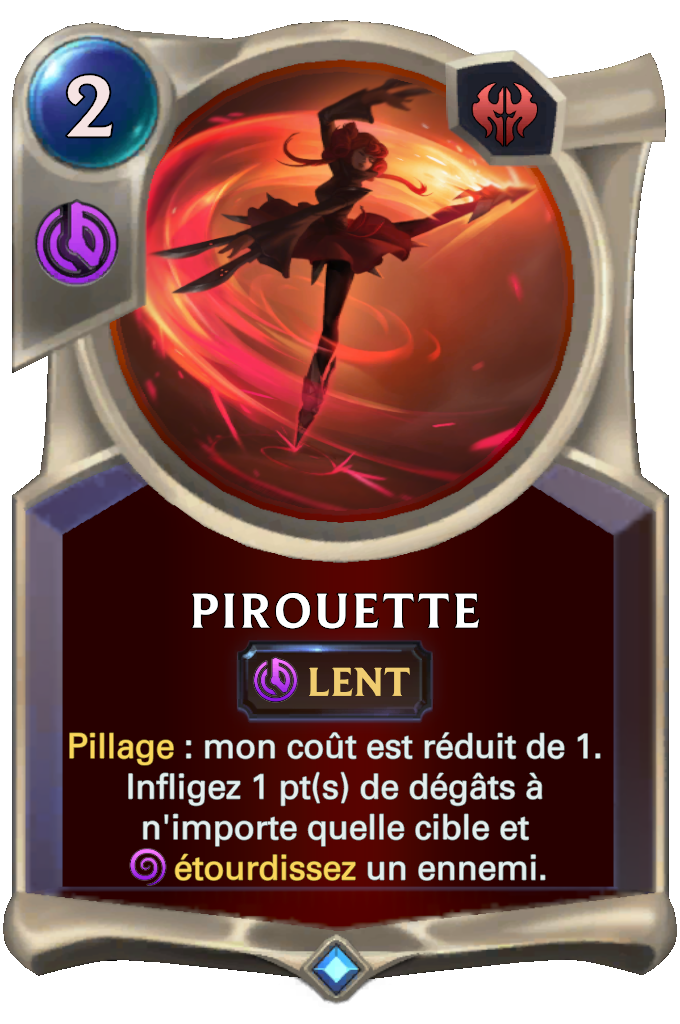 2
PIROUETTE
LENT
Pillage : mon coût est réduit de 1.
Infligez 1 pt(s) de dégâts à
n'importe quelle cible et
étourdissez un ennemi.